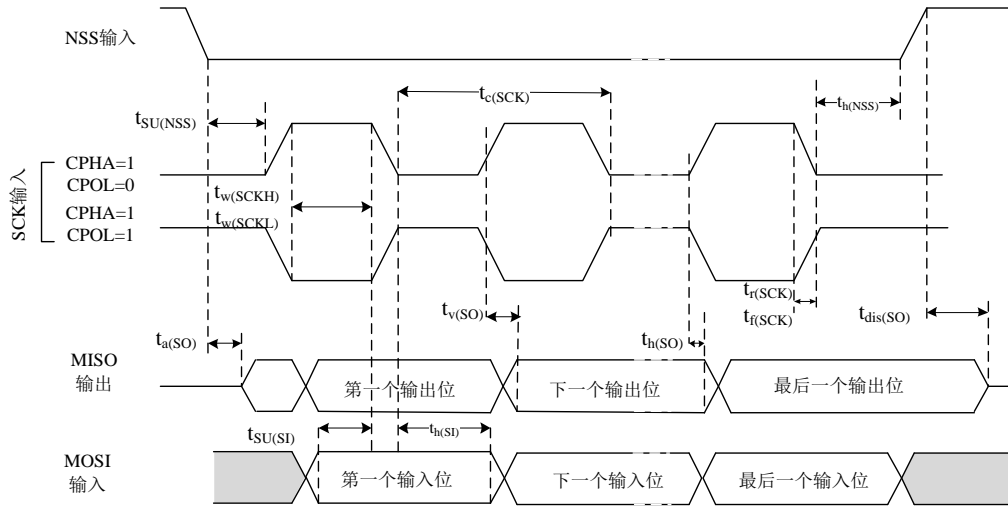 NSS输入
tc(SCK)
th(NSS)
tSU(NSS)
SCK输入
CPHA=1
CPOL=0
CPHA=1
CPOL=1
tw(SCKH)
tw(SCKL)
tv(SO)
th(SO)
tr(SCK)
tf(SCK)
tdis(SO)
ta(SO)
MISO
输出
第一个输出位
下一个输出位
最后一个输出位
tSU(SI)
th(SI)
MOSI
输入
第一个输入位
下一个输入位
最后一个输入位